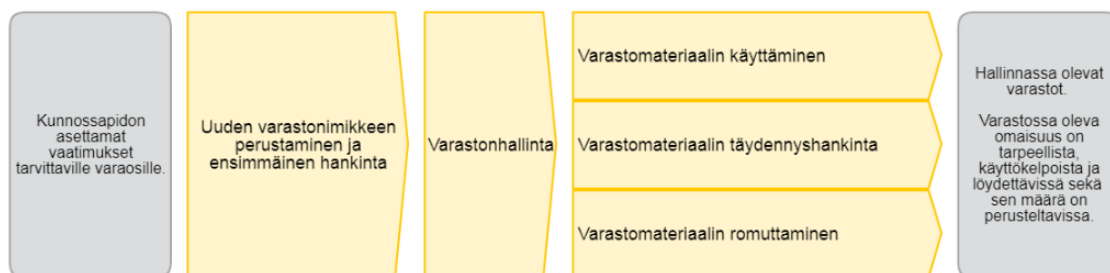 Kunnossapidon
asettamat
vaatimukset
tarvittaville varaosille.
Uuden varastonimikkeen
perustaminen ja
ensimmäinen hankinta
Varastonhallinta
Varastomateriaalin käyttäminen
Varastomateriaalin täydennyshankinta
Varastomateriaalin romuttaminen
Hallinnassa olevat
varastot.
Varastossa oleva
omaisuus on
tarpeellista,
käyttökelpoista ja
löydettävissä sekä
sen määrä on
perusteltavissa.